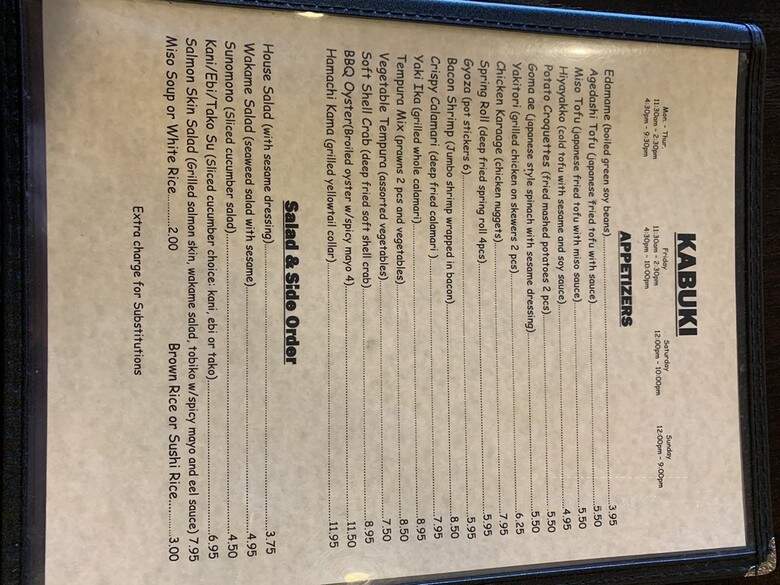 KABUKI
Mon. - Thur. Friday Saturday Sunday
11:30am - 2:30pm 11:30am - 2:30pm 12:00pm - 10:00pm 12:00pm - 9:00pm
4:30pm - 9:30pm 4:30pm - 10:00pm
APPETIZERS
Edamame (boiled green soy beans) 3.95
Agedashi Tofu (japanese fried tofu with sauce) 5.50
Miso Tofu (japanese fried tofu with miso sauce) 5.50
Hiyayakko (cold tofu with sesame and soy sauce) 4.95
Potato Croquettes (fried mashed potatoes 2 pcs) 5.50
Goma ae (japanese style spinach with sesame dressing) 5.50
Yakitori (grilled chicken on skewers 2 pcs) 6.25
Chicken Karaage (chicken nuggets) 7.95
Spring Roll (deep fried spring roll 4pcs) 5.95
Gyoza (pot stickers 6) 5.95
Bacon Shrimp (Jumbo shrimp wrapped in bacon) 8.50
Crispy Calamari (deep fried calamari ) 7.95
Yaki Ika (grilled whole calamari) 8.95
Tempura Mix (prawns 2 pcs and vegetables) 8.50
Vegetable Tempura (assorted vegetables) 7.50
Soft Shell Crab (deep fried soft shell crab) 8.95
BBQ Oyster(Broiled oyster w/spicy mayo 4) 11.50
Hamachi Kama (grilled yellowtail collar) 11.95
Salad & Side Order
House Salad (with sesame dressing) 3.75
Wakame Salad (seaweed salad with sesame) 4.95
Sunomono (Sliced cucumber salad) 4.50
Kani/Ebi/Tako Su (Sliced cucumber choice: kani, ebi or tako) 6.95
Salmon Skin Salad (Grilled salmon skin, wakame salad, tobiko w/spicy mayo and eel sauce) 7.95
Miso Soup or White Rice 2.00 Brown Rice or Sushi Rice 3.00
Extra charge for Substitutions